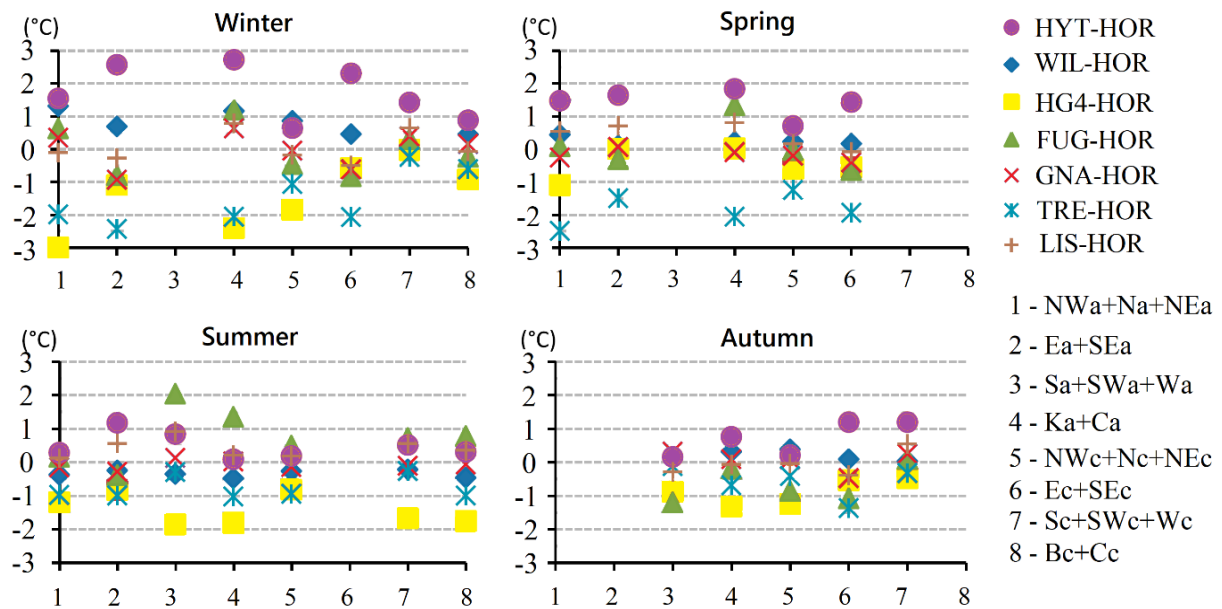 (°C)
Winter
3
2
1
0
-1
-2
-3
1 2 3 4 5 6 7 8
(°C)
Spring
3
2
1
0
-1
-2
-3
1 2 3 4 5 6 7 8
HYT-HOR
WIL-HOR
HG4-HOR
FUG-HOR
GNA-HOR
TRE-HOR
LIS-HOR
(°C)
Summer
3
2
1
0
-1
-2
-3
1 2 3 4 5 6 7 8
(°C)
Autumn
3
2
1
0
-1
-2
-3
1 2 3 4 5 6 7 8
1 - NWa+Na+NEa
2 - Ea+SEa
3 - Sa+SWa+Wa
4 - Ka+Ca
5 - NWc+Nc+NEc
6 - Ec+SEc
7 - Sc+SWc+Wc
8 - Bc+Cc